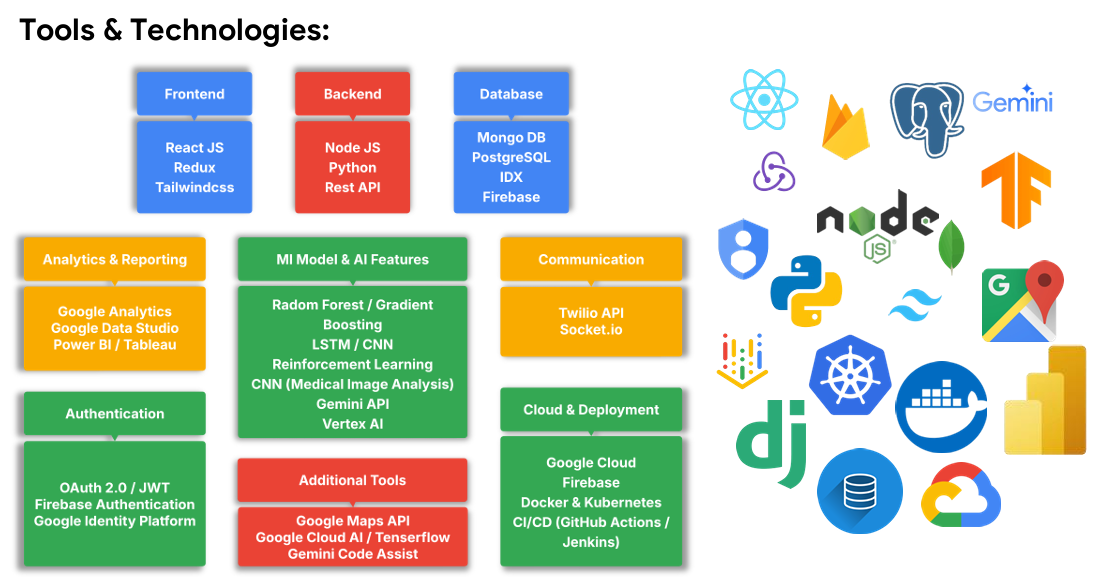 Tools & Technologies:
Frontend
React JS
Redux
Tailwindcss
Backend
Node JS
Python
Rest API
Database
Mongo DB
PostgreSQL
IDX
Firebase
Analytics & Reporting
Google Analytics
Google Data Studio
Power BI / Tableau
Ml Model & AI Features
Radom Forest / Gradient
Boosting
LSTM / CNN
Reinforcement Learning
CNN (Medical Image Analysis)
Gemini API
Vertex AI
Communication
Twilio API
Socket.io
Authentication
OAuth 2.0 / JWT
Firebase Authentication
Google Identity Platform
Additional Tools
Google Maps API
Google Cloud AI / Tenserflow
Gemini Code Assist
Cloud & Deployment
Google Cloud
Firebase
Docker & Kubernetes
CI/CD (GitHub Actions /
Jenkins)
Gemini
node
JS
G
dj